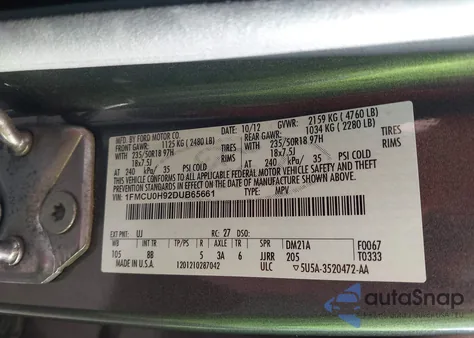 MFD. BY FORD MOTOR CO.
10/12 GVWR: 2159 KG ( 4760 LB)
FRONT GAWR: 1125 KG ( 2480 LB)
REAR GAWR: 1034 KG ( 2280 LB)
WITH 235/50R18 97H TIRES
WITH 235/50R18 97H TIRES
18x7.5J RIMS
18x7.5J RIMS
AT 240 kPa/ 35 PSI COLD
AT 240 kPa/ 35 PSI COLD
THIS VEHICLE CONFORMS TO ALL APPLICABLE FEDERAL MOTOR VEHICLE
SAFETY AND THEFT PREVENTION STANDARDS IN EFFECT ON THE DATE OF
MANUFACTURE SHOWN ABOVE.
VIN: 1FMCU0H92DUB65661
TYPE: MPV
EXT PNT: UJ RC: 27 DSO:
WB INT TR TP/PS R AXLE TR SPR DM21A F0067
105 8B 5 3A 6 JJRR 205 T0333
MADE IN U.S.A. 1201210287042 ULC 5U5A-3520472-AA
autoSnap